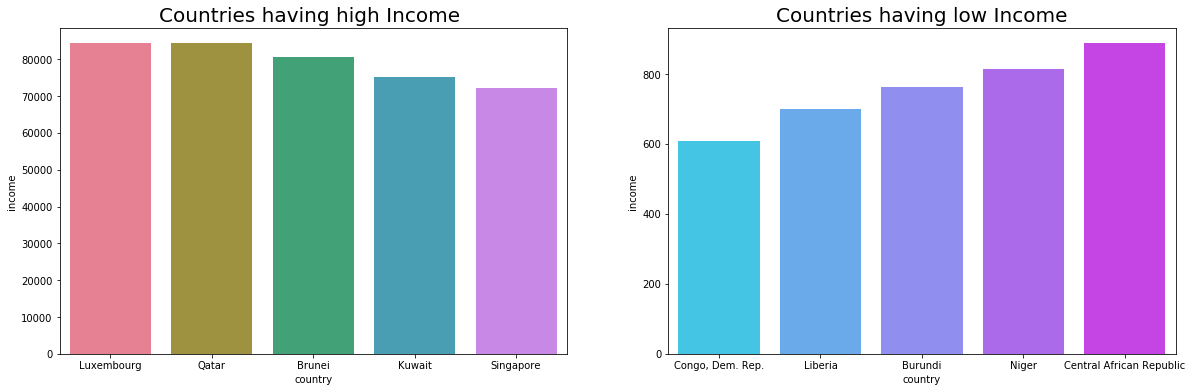 Countries having high Income
80000
70000
60000
50000
40000
30000
20000
10000
0
income
Luxembourg Qatar Brunei Kuwait Singapore
country
Countries having low Income
800
600
400
200
0
income
Congo, Dem. Rep. Liberia Burundi Niger Central African Republic
country